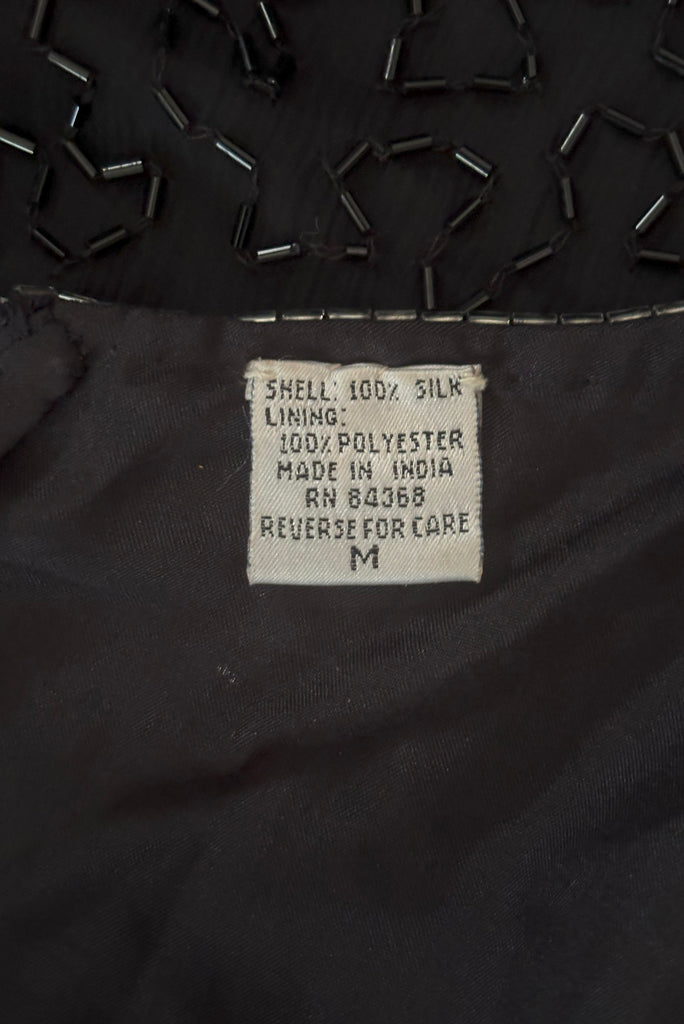 SHELL: 100% SILK
LINING:
100% POLYESTER
MADE IN INDIA
RN 84368
REVERSE FOR CARE
M